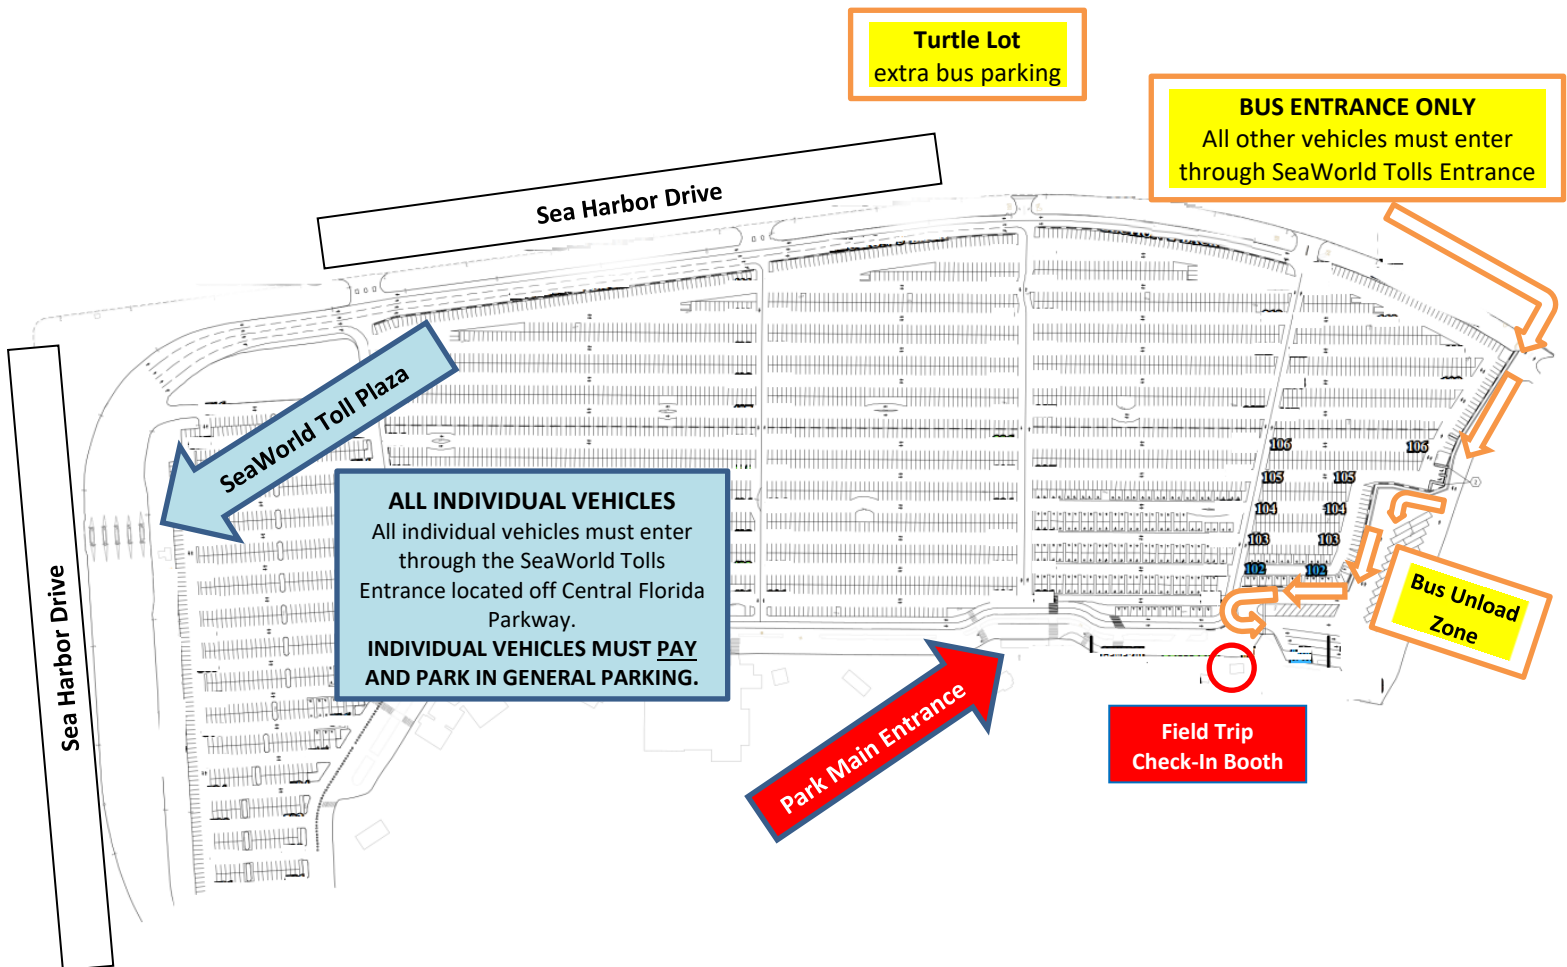 Turtle Lot
extra bus parking
BUS ENTRANCE ONLY
All other vehicles must enter
through SeaWorld Tolls Entrance
Sea Harbor Drive
SeaWorld Toll Plaza
ALL INDIVIDUAL VEHICLES
All individual vehicles must enter
through the SeaWorld Tolls
Entrance located off Central Florida
Parkway.
INDIVIDUAL VEHICLES MUST PAY
AND PARK IN GENERAL PARKING.
106 106
105 105
104 104
103 103
102 102
Bus Unload
Zone
Sea Harbor Drive
Park Main Entrance
Field Trip
Check-In Booth